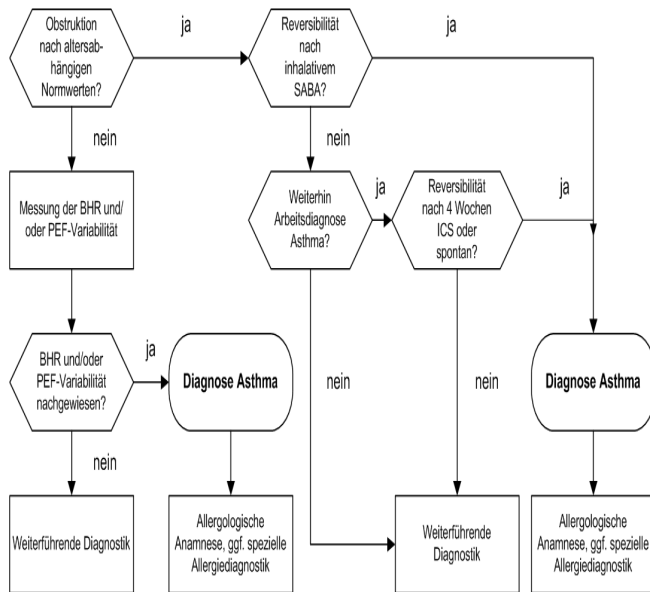 Obstruktion
nach altersab-
hängigen
Normwerten?
ja
Reversibilität
nach
inhalativem
SABA?
ja
nein
nein
Messung der BHR und/
oder PEF-Variabilität
Weiterhin
Arbeitsdiagnose
Asthma?
ja
Reversibilität
nach 4 Wochen
ICS oder
spontan?
ja
BHR und/oder
PEF-Variabilität
nachgewiesen?
ja
Diagnose Asthma
nein
nein
Diagnose Asthma
nein
Weiterführende Diagnostik
Allergologische
Anamnese, ggf. spezielle
Allergiediagnostik
Weiterführende
Diagnostik
Allergologische
Anamnese, ggf. spezielle
Allergiediagnostik